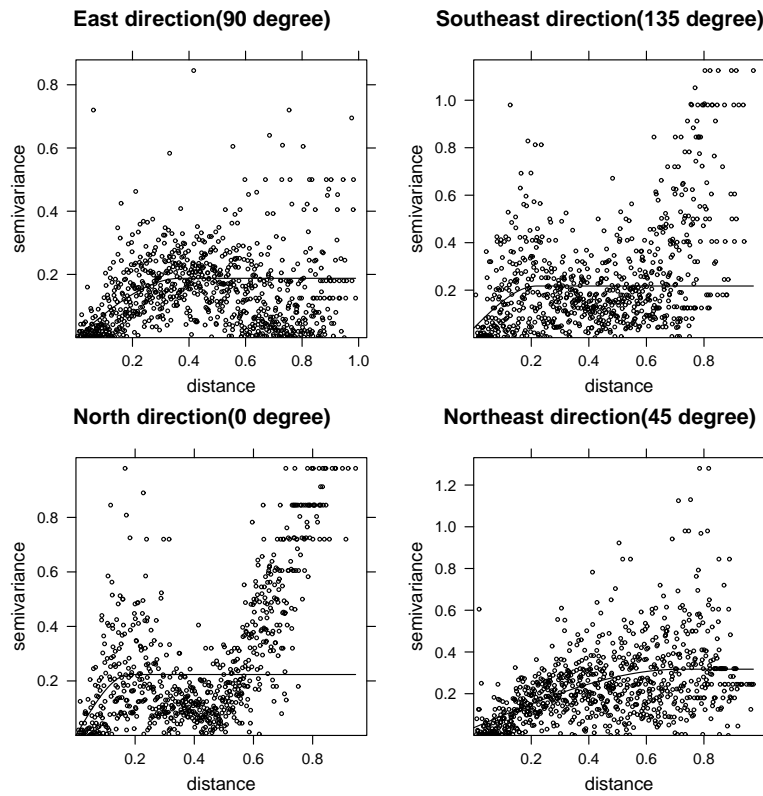 East direction(90 degree)
0.8
0.6
0.4
0.2
semivariance
0.2 0.4 0.6 0.8 1.0
distance
Southeast direction(135 degree)
1.0
0.8
0.6
0.4
0.2
semivariance
0.2 0.4 0.6 0.8
distance
North direction(0 degree)
0.8
0.6
0.4
0.2
semivariance
0.2 0.4 0.6 0.8
distance
Northeast direction(45 degree)
1.2
1.0
0.8
0.6
0.4
0.2
semivariance
0.2 0.4 0.6 0.8
distance